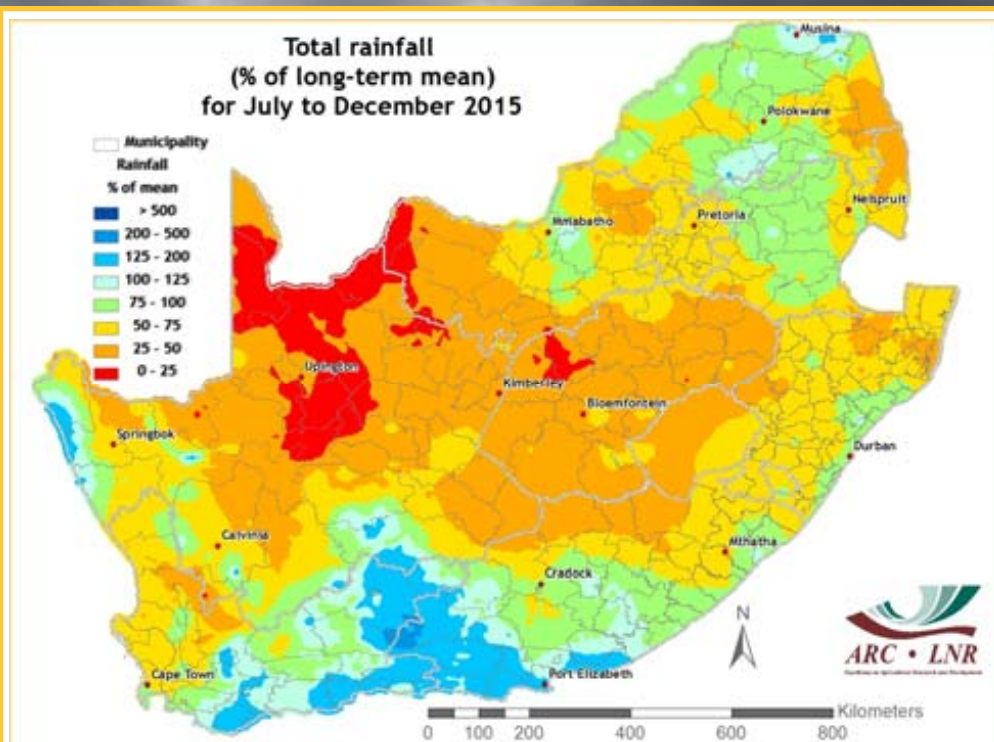 Total rainfall
(% of long-term mean)
for July to December 2015
Municipality
Rainfall
% of mean
> 500
200 - 500
125 - 200
100 - 125
75 - 100
50 - 75
25 - 50
0 - 25
Musina
Polokwane
Nelspruit
Pretoria
Mmabatho
Upington
Kimberley
Bloemfontein
Springbok
Durban
Calvinia
Mthatha
Cradock
Cape Town
Port Elizabeth
N
ARC • LNR
Kilometers
0 100 200 400 600 800